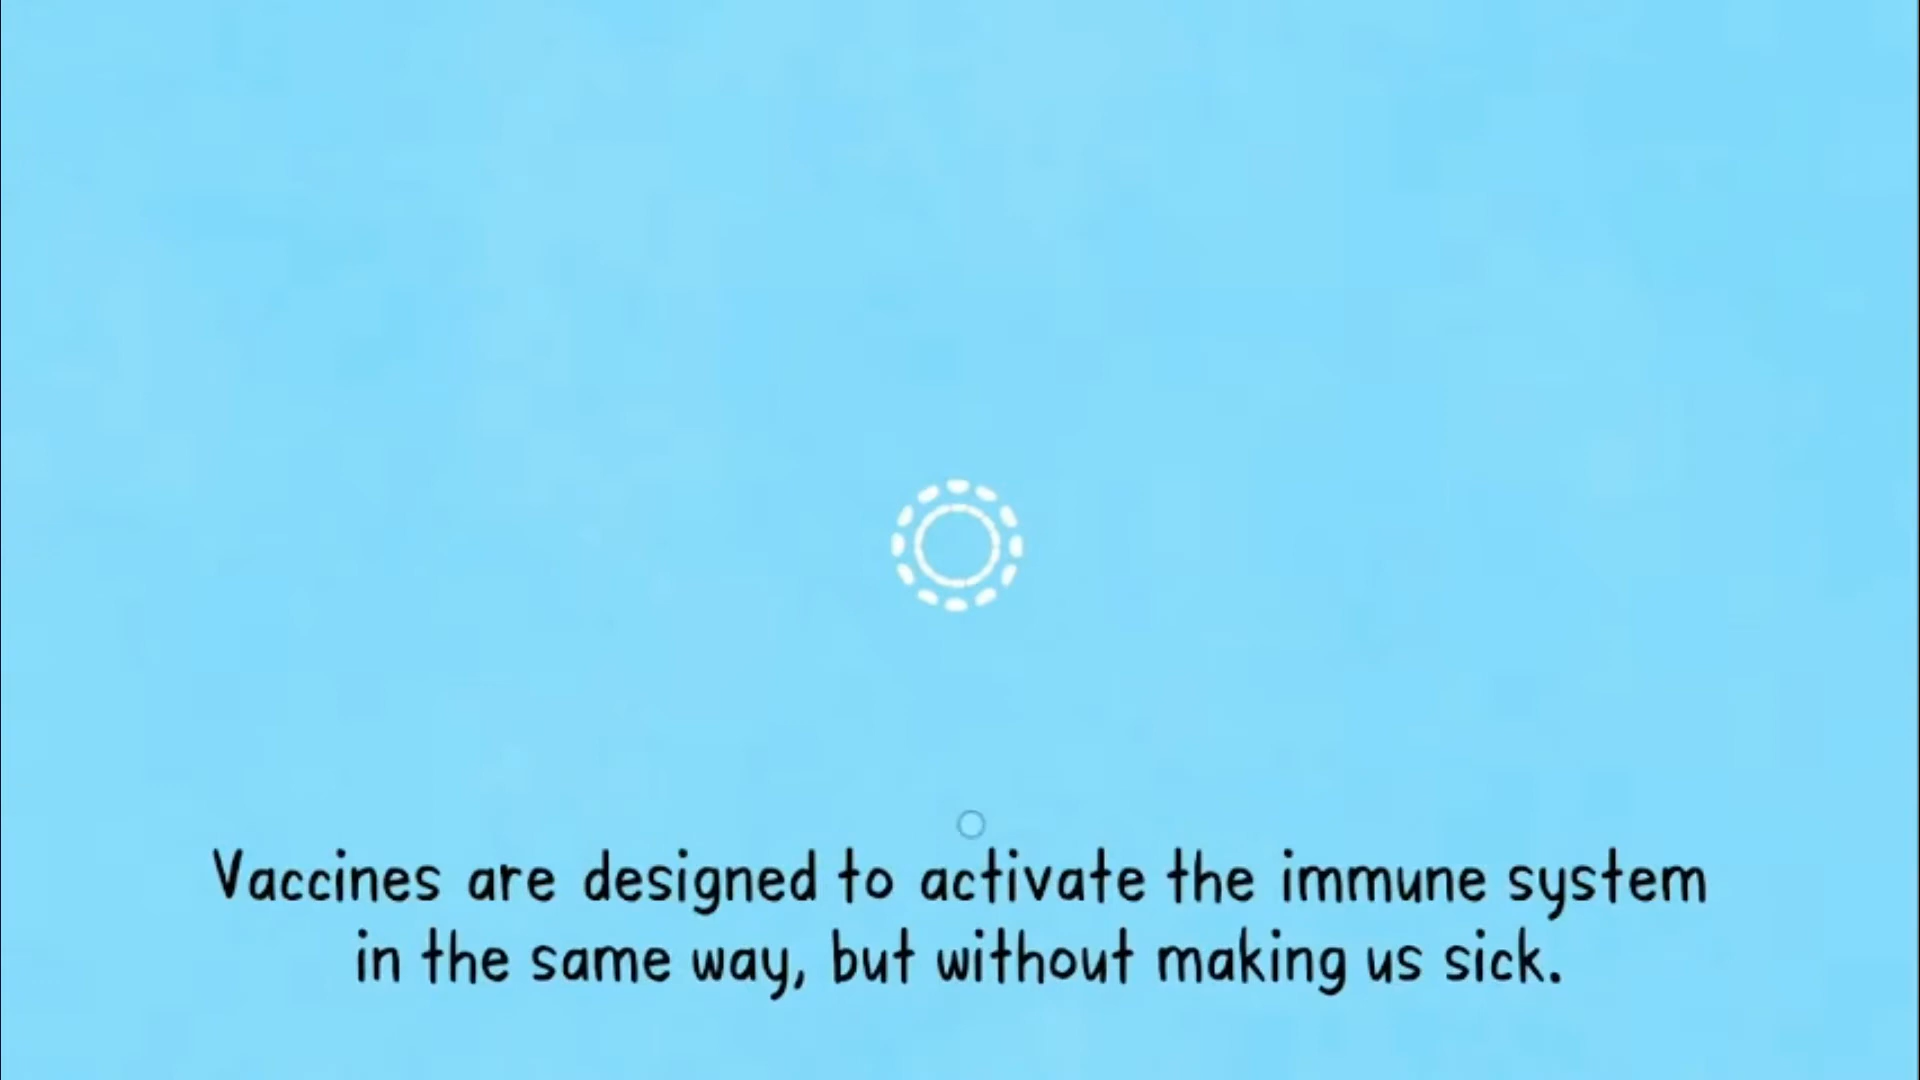 Vaccines are designed to activate the immune system
in the same way, but without making us sick.